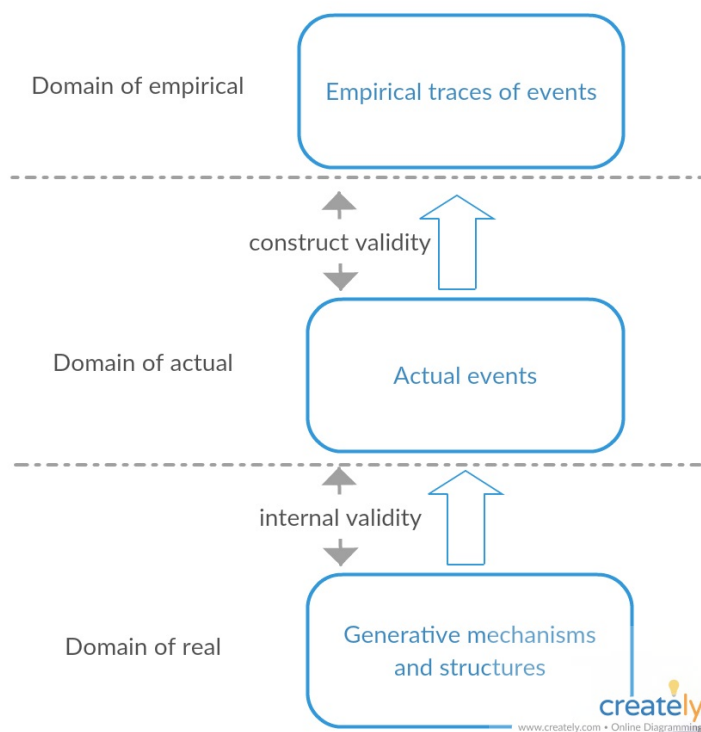 Domain of empirical
Empirical traces of events
construct validity
Domain of actual
Actual events
internal validity
Domain of real
Generative mechanisms
and structures
creately
www.creately.com • Online Diagramming